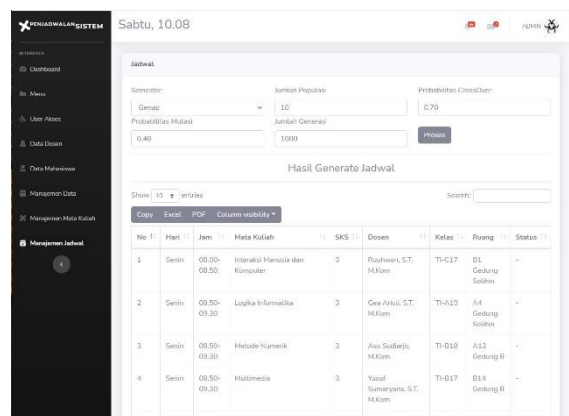 PENJADWALANSISTEM
Sabtu, 10.08
ADMIN
Dashboard
Menu
User Akses
Data Dosen
Data Mahasiswa
Manajemen Data
Manajemen Mata Kuliah
Manajemen Jadwal
Jadwal
Semester Jumlah Populasi Probabilitas CrossOver
Genap 10 0.70
Probabilitas Mutasi Jumlah Generasi
0.40 1000 Proses
Hasil Generate Jadwal
Show 10 entries Search:
Copy Excel PDF Column visibility
No Hari Jam Mata Kuliah SKS Dosen Kelas Ruang Status
1 Senin 08.00- Interaksi Manusia dan 3 Ruuhwan, S.T, TI-C17 B1 -
08.50 Komputer M.Kom Gedung
Solihin
2 Senin 08.50- Logika Informatika 3 Gea Aristi, S.T, TI-A19 A4 -
09.30 M.Kom Gedung
Solihin
3 Senin 08.50- Metode Numerik 3 Aso Sudiarjo, TI-B18 A12 -
09.30 M.Kom Gedung B
4 Senin 08.50- Multimedia 3 Yusuf TI-B17 B14 -
09.30 Sumaryana, S.T, Gedung B
M.Kom